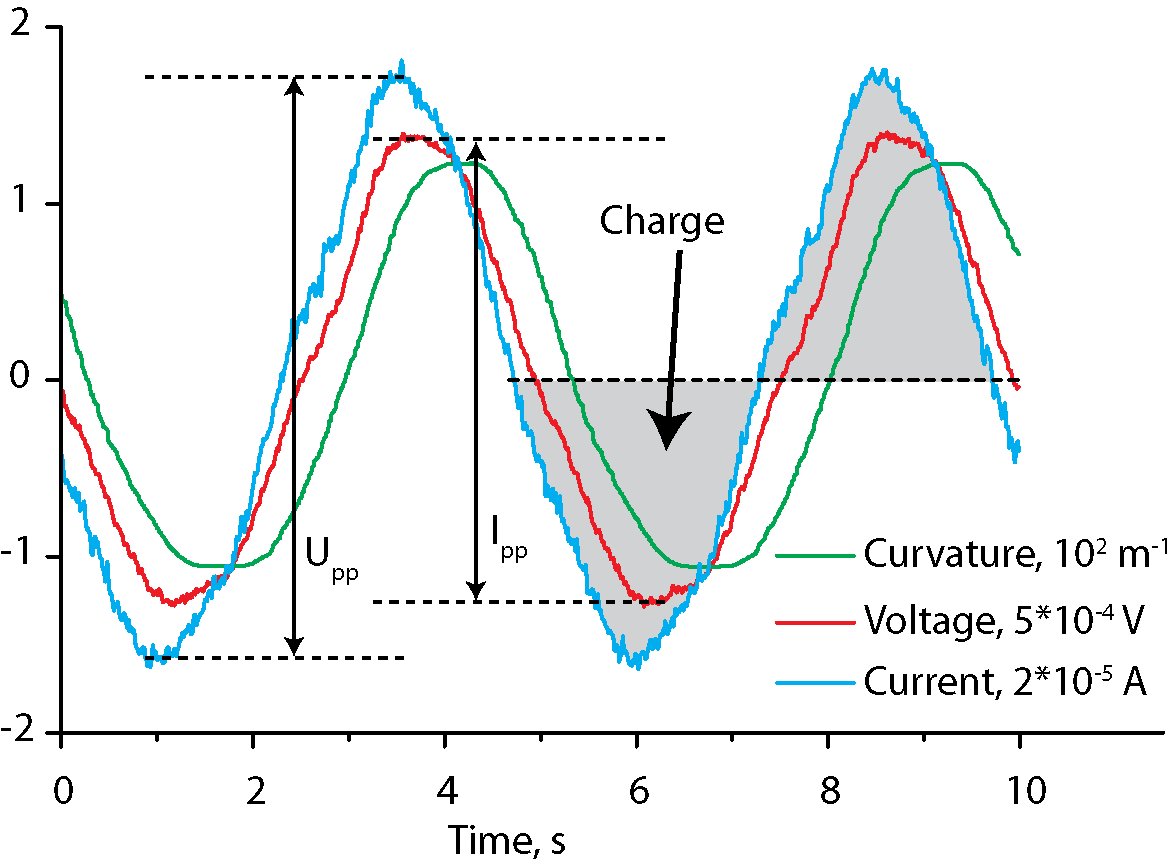 2
1
0
-1
-2
0
2
4
6
8
10
Time, s
U_pp
I_pp
Charge
Curvature, 10² m⁻¹
Voltage, 5*10⁻⁴ V
Current, 2*10⁻⁵ A